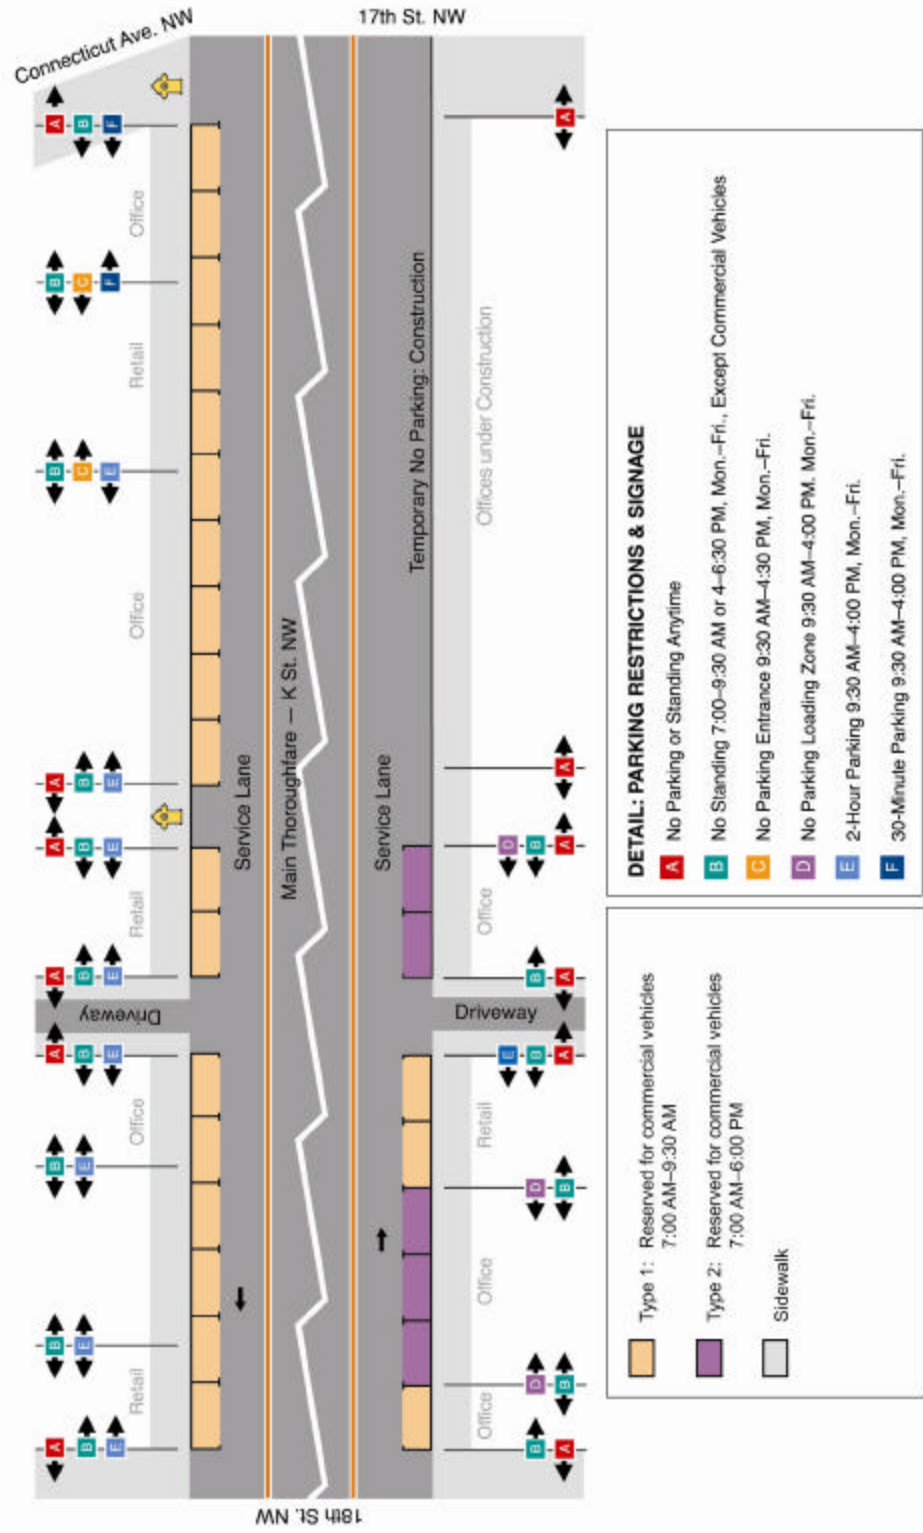 Connecticut Ave. NW
17th St. NW
A
B
F
A
Office
B
C
F
Retail
B
C
E
Office
A
B
E
A
B
E
Retail
A
B
E
Driveway
A
B
E
Office
B
E
B
E
Retail
A
B
E
Service Lane
Main Thoroughfare — K St. NW
Service Lane
Temporary No Parking: Construction
Offices under Construction
A
D
B
A
Office
B
A
Driveway
E
B
A
Retail
D
B
Office
D
B
Office
B
A
18th St. NW
Type 1: Reserved for commercial vehicles
7:00 AM–9:30 AM
Type 2: Reserved for commercial vehicles
7:00 AM–6:00 PM
Sidewalk
DETAIL: PARKING RESTRICTIONS & SIGNAGE
A No Parking or Standing Anytime
B No Standing 7:00–9:30 AM or 4–6:30 PM, Mon.–Fri., Except Commercial Vehicles
C No Parking Entrance 9:30 AM–4:30 PM, Mon.–Fri.
D No Parking Loading Zone 9:30 AM–4:00 PM. Mon.–Fri.
E 2-Hour Parking 9:30 AM–4:00 PM, Mon.–Fri.
F 30-Minute Parking 9:30 AM–4:00 PM, Mon.–Fri.